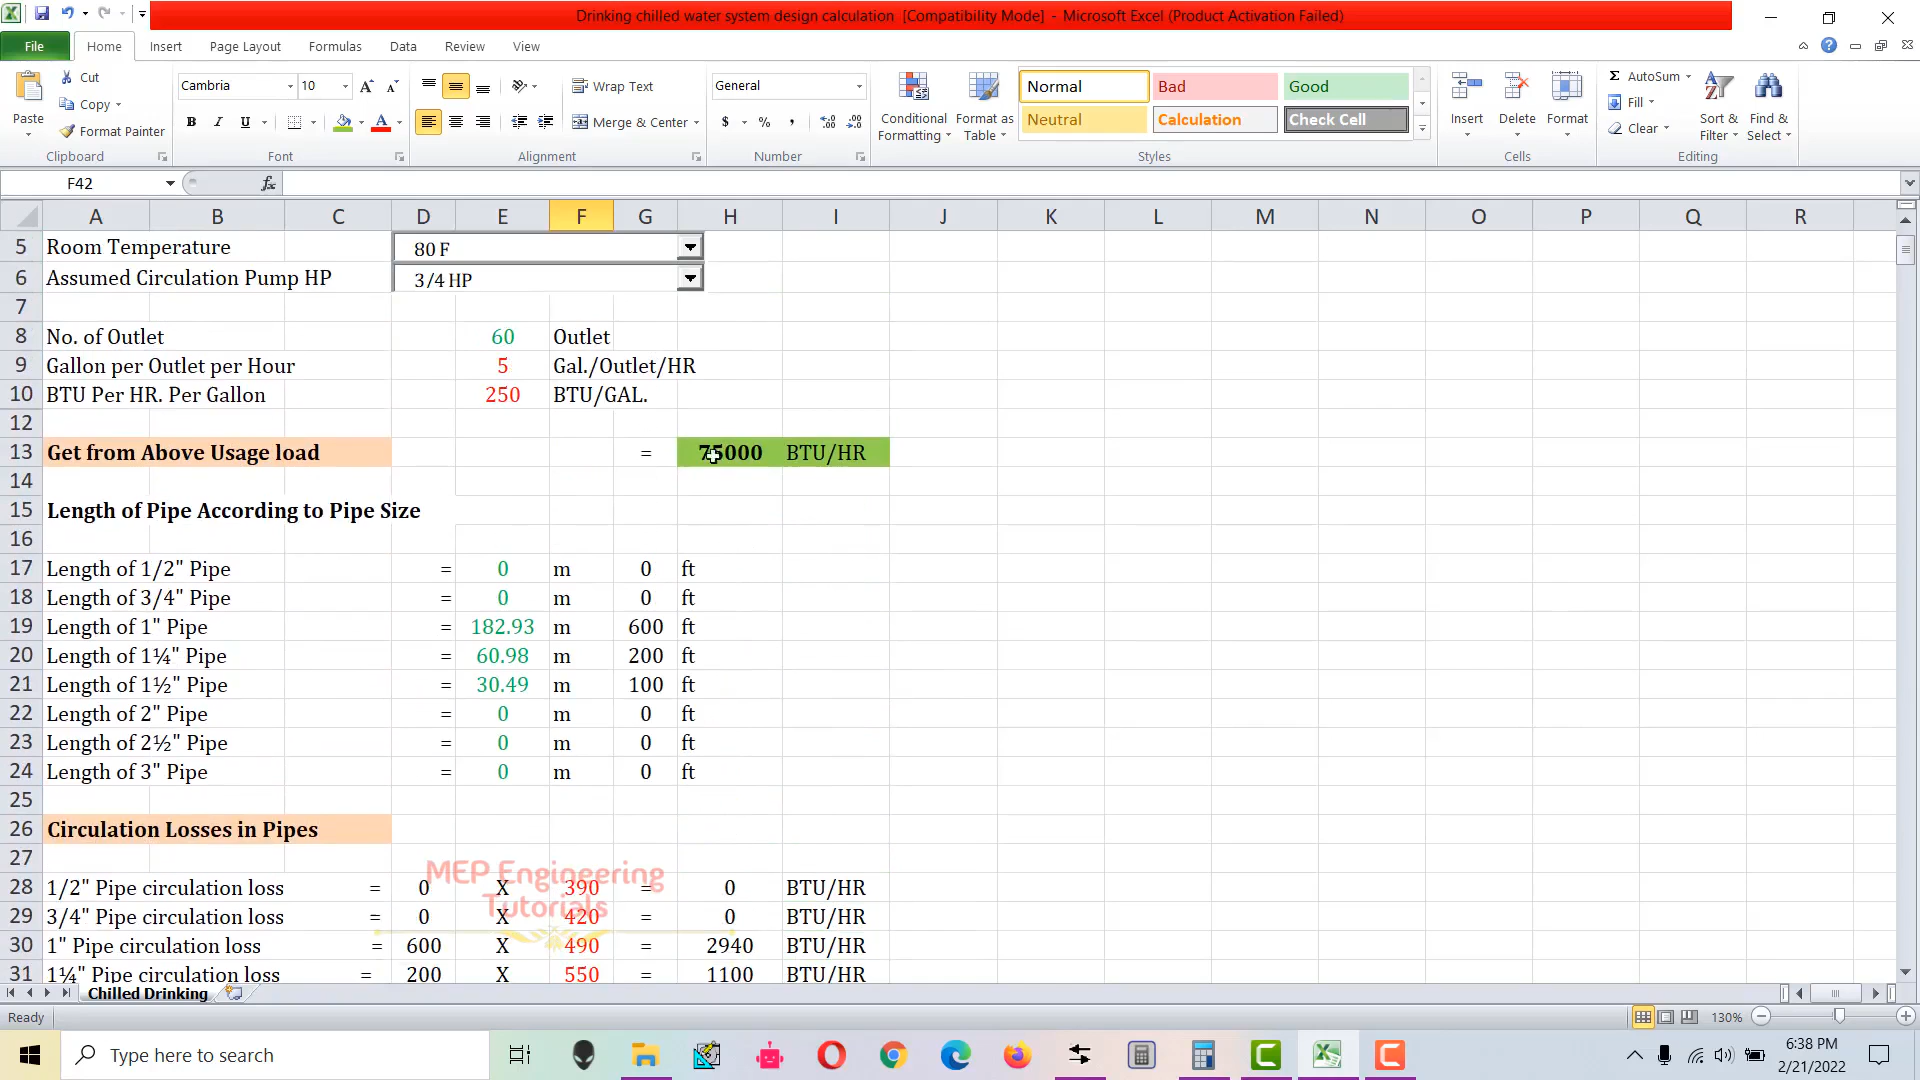 Drinking chilled water system design calculation [Compatibility Mode] - Microsoft Excel (Product Activation Failed)
File Home Insert Page Layout Formulas Data Review View
Cut
Copy
Format Painter
Paste
Clipboard
Cambria 10
B I U
Font
Wrap Text
Merge & Center
Alignment
General
$ % ,
Number
Conditional Formatting
Format as Table
Normal Bad Good
Neutral Calculation Check Cell
Styles
Insert Delete Format
Cells
Σ AutoSum
Fill
Clear
Sort & Filter
Find & Select
Editing
F42 fx
A B C D E F G H I J K L M N O P Q R
5 Room Temperature 80 F
6 Assumed Circulation Pump HP 3/4 HP
7
8 No. of Outlet 60 Outlet
9 Gallon per Outlet per Hour 5 Gal./Outlet/HR
10 BTU Per HR. Per Gallon 250 BTU/GAL.
12
13 Get from Above Usage load = 75000 BTU/HR
14
15 Length of Pipe According to Pipe Size
16
17 Length of 1/2" Pipe = 0 m 0 ft
18 Length of 3/4" Pipe = 0 m 0 ft
19 Length of 1" Pipe = 182.93 m 600 ft
20 Length of 1¼" Pipe = 60.98 m 200 ft
21 Length of 1½" Pipe = 30.49 m 100 ft
22 Length of 2" Pipe = 0 m 0 ft
23 Length of 2½" Pipe = 0 m 0 ft
24 Length of 3" Pipe = 0 m 0 ft
25
26 Circulation Losses in Pipes
27
MEP Engineering
Tutorials
28 1/2" Pipe circulation loss = 0 X 390 = 0 BTU/HR
29 3/4" Pipe circulation loss = 0 X 420 = 0 BTU/HR
30 1" Pipe circulation loss = 600 X 490 = 2940 BTU/HR
31 1¼" Pipe circulation loss = 200 X 550 = 1100 BTU/HR
Chilled Drinking
Ready 130%
Type here to search
6:38 PM
2/21/2022